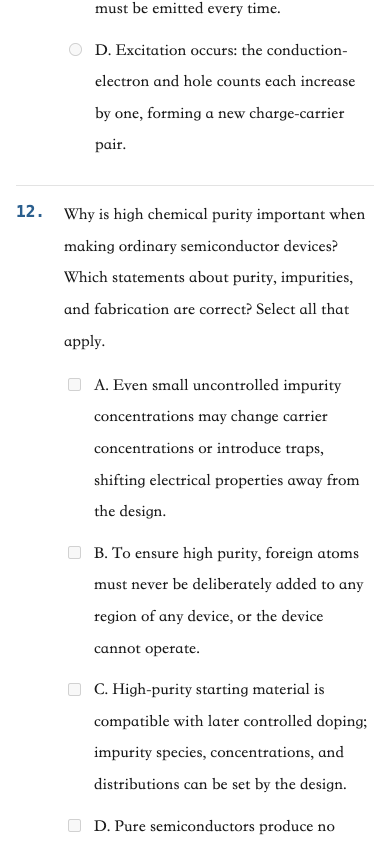 must be emitted every time.
D. Excitation occurs: the conduction-
electron and hole counts each increase
by one, forming a new charge-carrier
pair.
12. Why is high chemical purity important when
making ordinary semiconductor devices?
Which statements about purity, impurities,
and fabrication are correct? Select all that
apply.
A. Even small uncontrolled impurity
concentrations may change carrier
concentrations or introduce traps,
shifting electrical properties away from
the design.
B. To ensure high purity, foreign atoms
must never be deliberately added to any
region of any device, or the device
cannot operate.
C. High-purity starting material is
compatible with later controlled doping;
impurity species, concentrations, and
distributions can be set by the design.
D. Pure semiconductors produce no